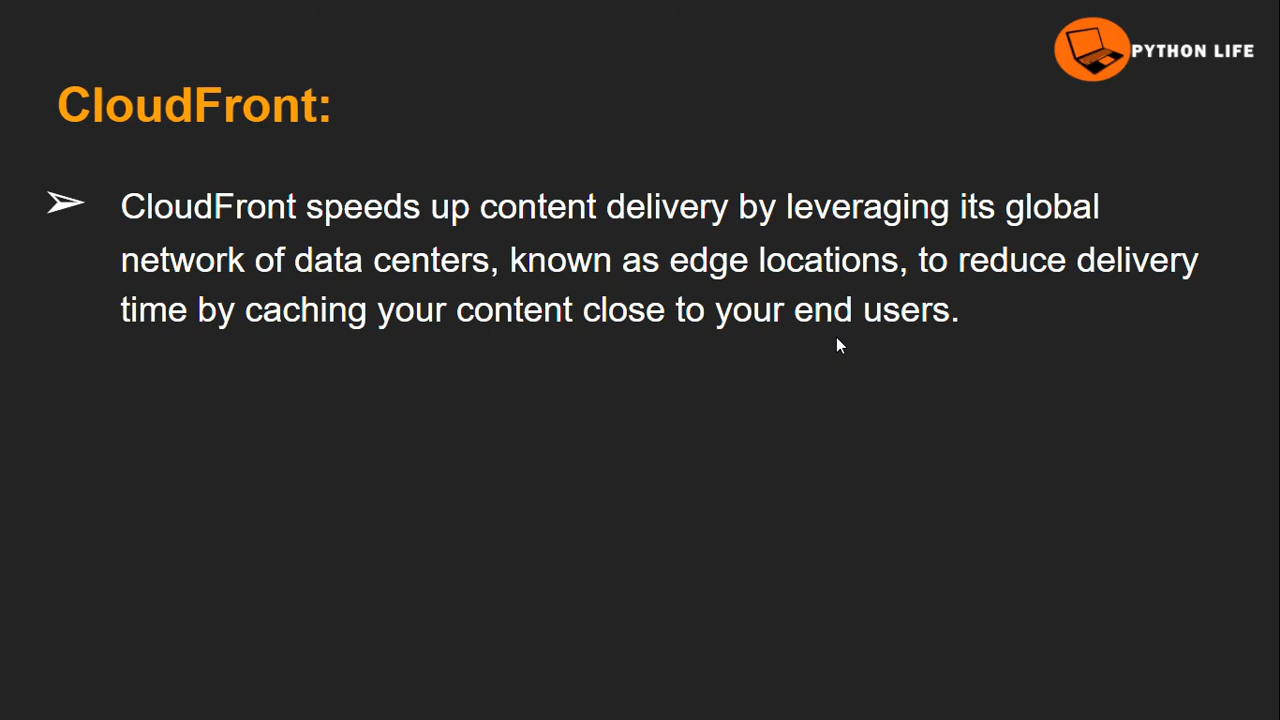 PYTHON LIFE
CloudFront:
➢ CloudFront speeds up content delivery by leveraging its global
network of data centers, known as edge locations, to reduce delivery
time by caching your content close to your end users.